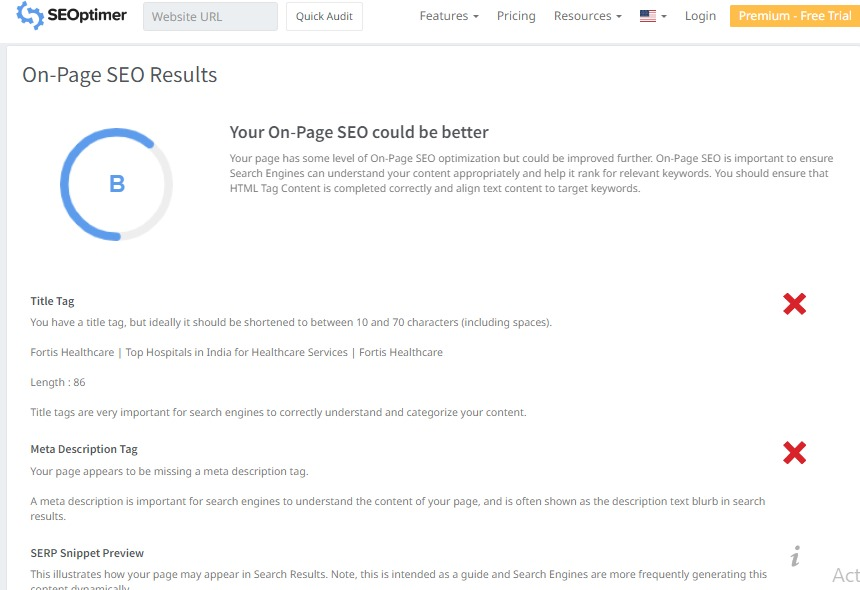 SEOptimer
Website URL
Quick Audit
Features
Pricing
Resources
Login
Premium - Free Trial
On-Page SEO Results
B
Your On-Page SEO could be better
Your page has some level of On-Page SEO optimization but could be improved further. On-Page SEO is important to ensure
Search Engines can understand your content appropriately and help it rank for relevant keywords. You should ensure that
HTML Tag Content is completed correctly and align text content to target keywords.
Title Tag
You have a title tag, but ideally it should be shortened to between 10 and 70 characters (including spaces).
Fortis Healthcare | Top Hospitals in India for Healthcare Services | Fortis Healthcare
Length : 86
Title tags are very important for search engines to correctly understand and categorize your content.
Meta Description Tag
Your page appears to be missing a meta description tag.
A meta description is important for search engines to understand the content of your page, and is often shown as the description text blurb in search
results.
SERP Snippet Preview
i
This illustrates how your page may appear in Search Results. Note, this is intended as a guide and Search Engines are more frequently generating this
content dynamically.
Act